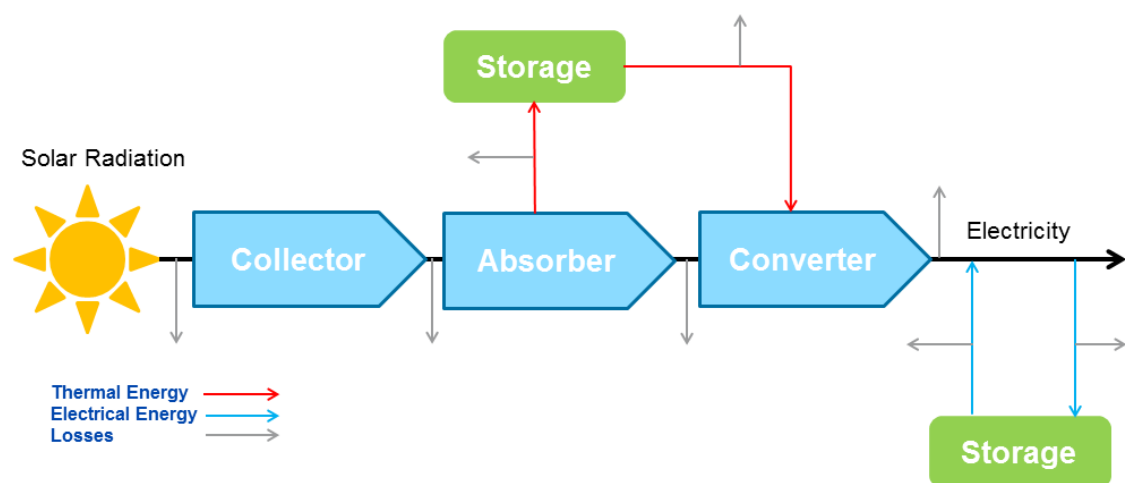 Storage
Solar Radiation
Collector
Absorber
Converter
Electricity
Thermal Energy
Electrical Energy
Losses
Storage